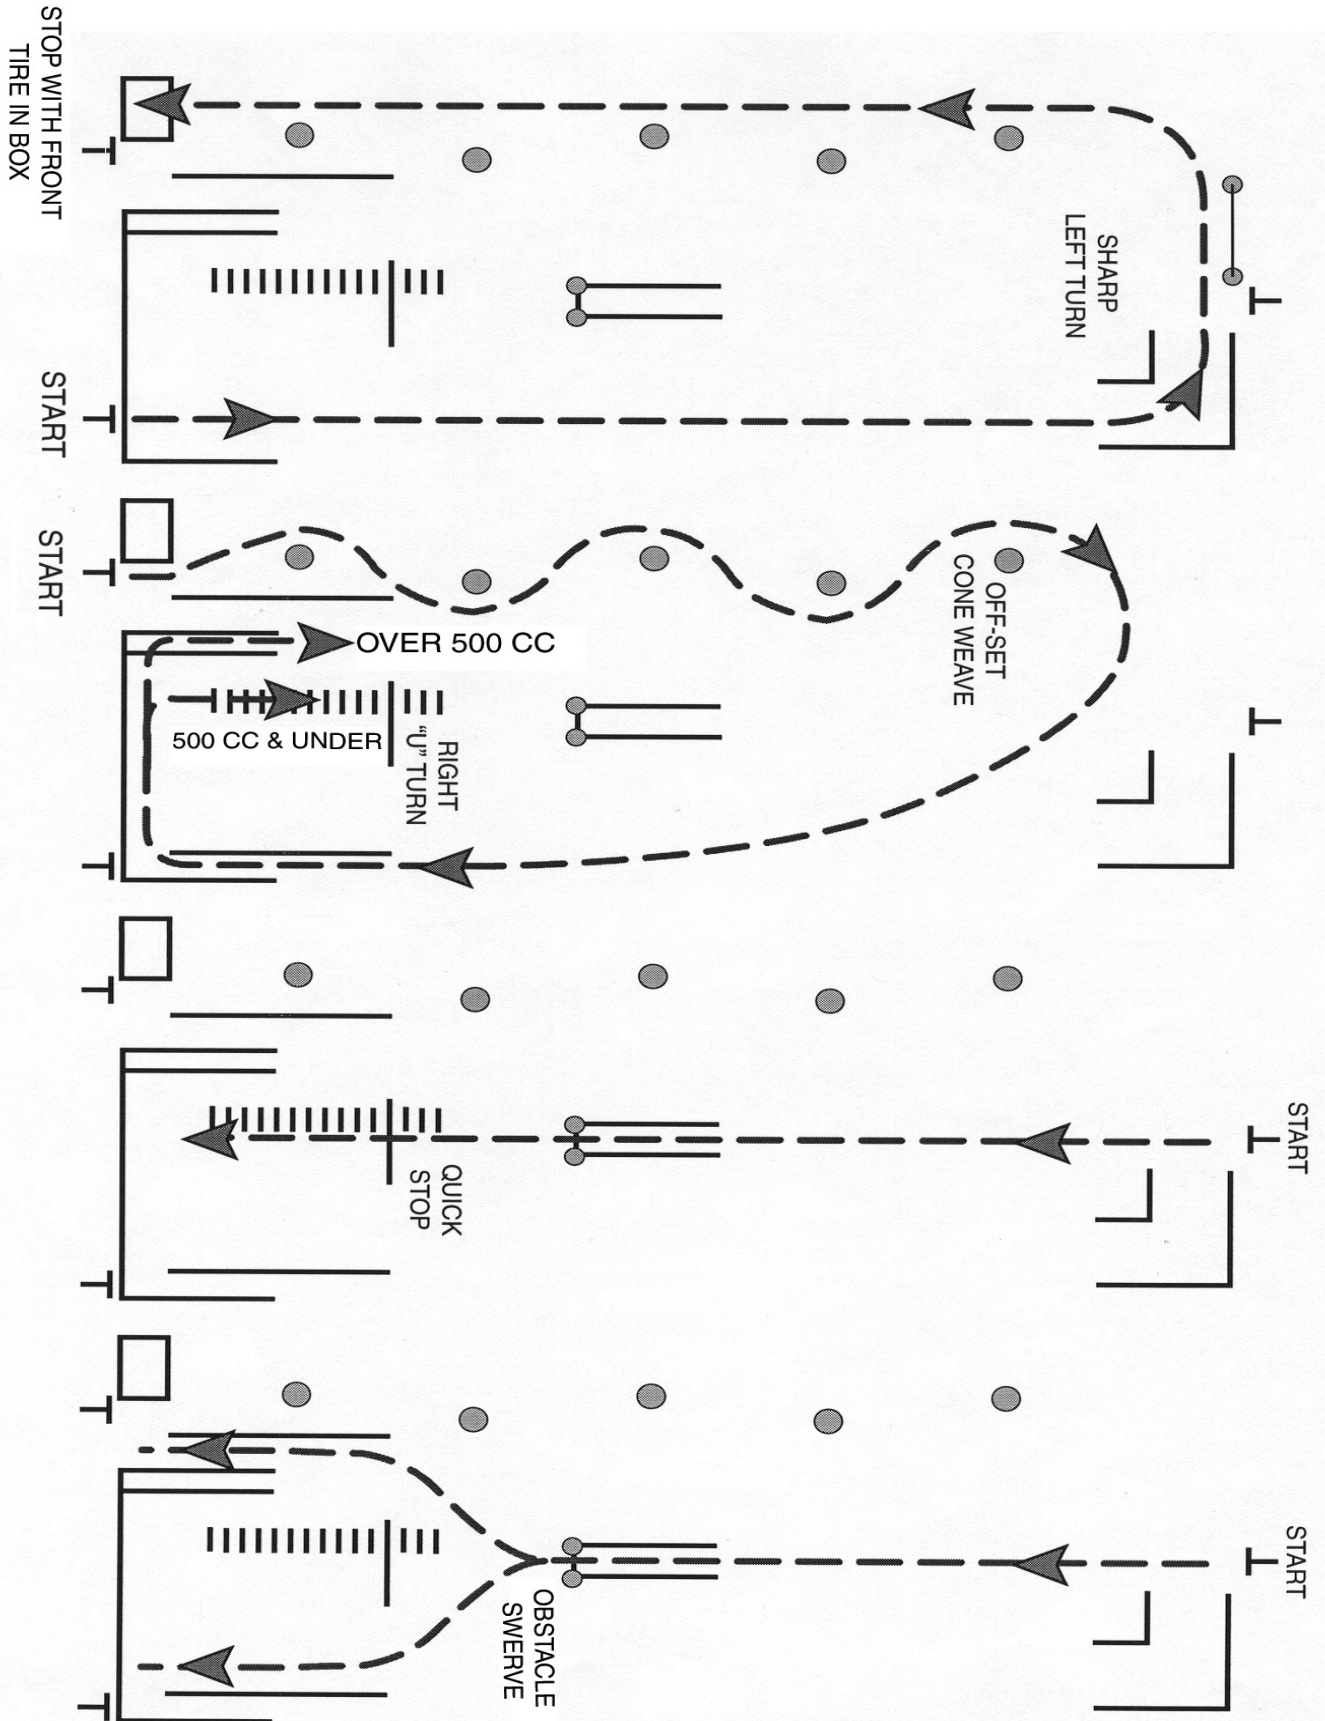 STOP WITH FRONT
TIRE IN BOX
SHARP
LEFT TURN
START
START
OFF-SET
CONE WEAVE
OVER 500 CC
500 CC & UNDER
RIGHT
"U" TURN
START
QUICK
STOP
START
OBSTACLE
SWERVE